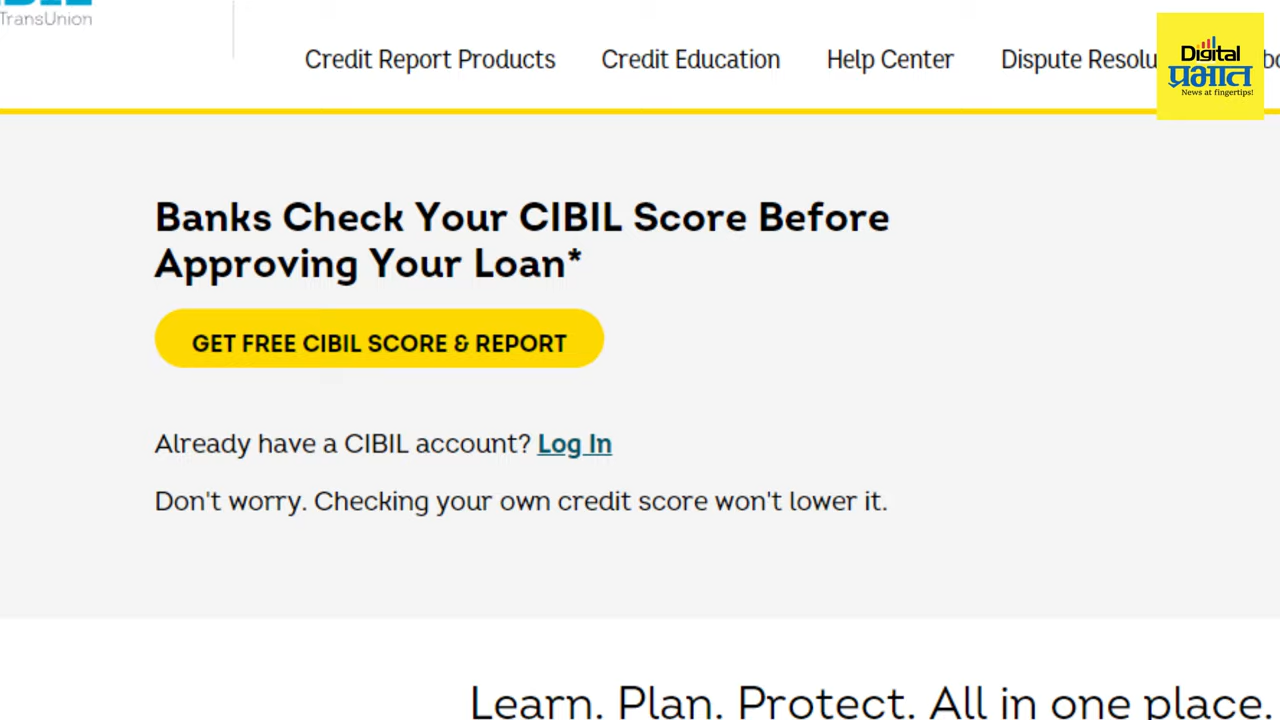 TransUnion
Credit Report Products Credit Education Help Center Dispute Resolu
Digital
प्रभात
News at fingertips!
Banks Check Your CIBIL Score Before
Approving Your Loan*
GET FREE CIBIL SCORE & REPORT
Already have a CIBIL account? Log In
Don't worry. Checking your own credit score won't lower it.
Learn. Plan. Protect. All in one place.